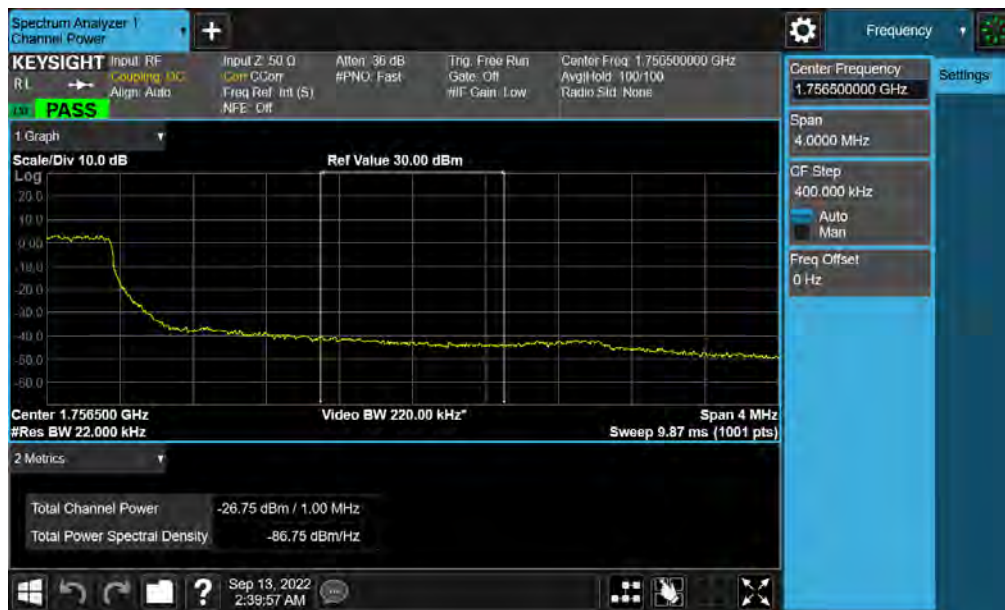 Spectrum Analyzer 1
Channel Power
+
Frequency
KEYSIGHT
Input: RF
Coupling: DC
Align: Auto
Input Z: 50 Ω
Corr CCorr
Freq Ref: Int (S)
NFE: Off
Atten: 36 dB
#PNO: Fast
Trig: Free Run
Gate: Off
#IF Gain: Low
Center Freq: 1.756500000 GHz
Avg|Hold: 100/100
Radio Std: None
PASS
Center Frequency
1.756500000 GHz
Settings
Span
4.0000 MHz
CF Step
400.000 kHz
Auto
Man
Freq Offset
0 Hz
1 Graph
Scale/Div 10.0 dB
Ref Value 30.00 dBm
Log
20.0
10.0
0.00
-10.0
-20.0
-30.0
-40.0
-50.0
-60.0
Center 1.756500 GHz
Video BW 220.00 kHz*
Span 4 MHz
#Res BW 22.000 kHz
Sweep 9.87 ms (1001 pts)
2 Metrics
Total Channel Power
-26.75 dBm / 1.00 MHz
Total Power Spectral Density
-86.75 dBm/Hz
?
Sep 13, 2022
2:39:57 AM